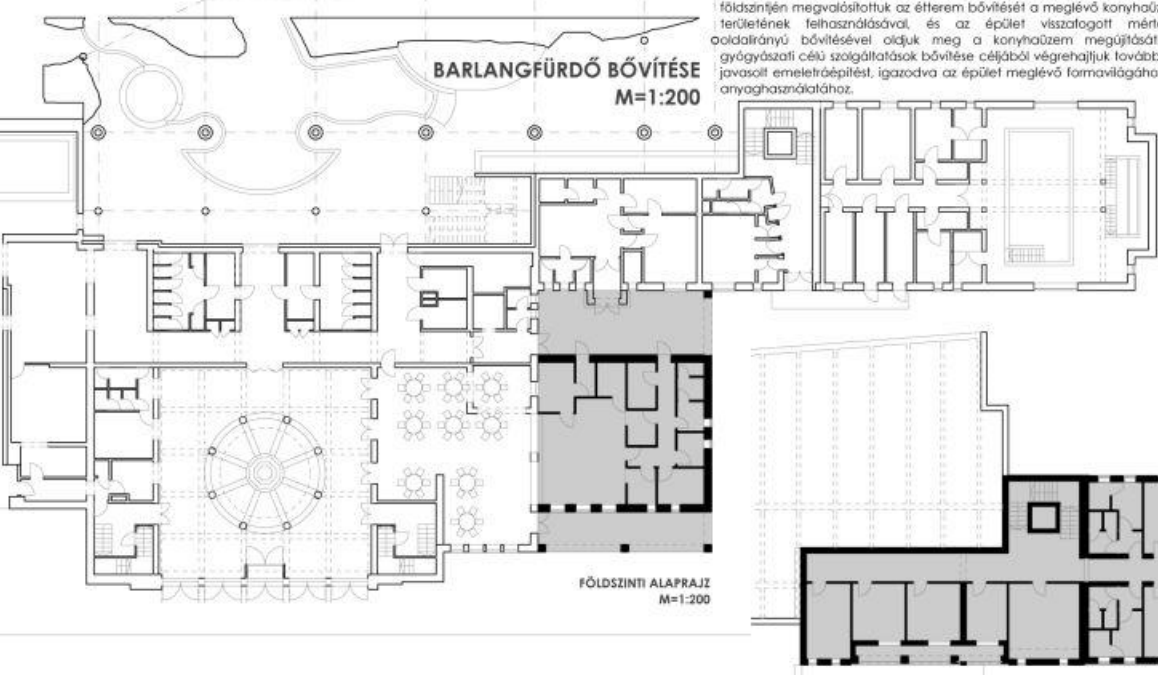 BARLANGFÜRDŐ BŐVÍTÉSE
M=1:200
földszintjén megvalósítottuk az étterem bővítését a meglévő konyhaüz
területének felhasználásával, és az épület visszafogott mérté
oldalirányú bővítésével oldjuk meg a konyhaüzem megújítását
gyógyászati célú szolgáltatások bővítése céljából végrehajtjuk tovább
javasolt emeletráépítést, igazodva az épület meglévő formavilágáho
anyaghasználatához.
FÖLDSZINTI ALAPRAJZ
M=1:200